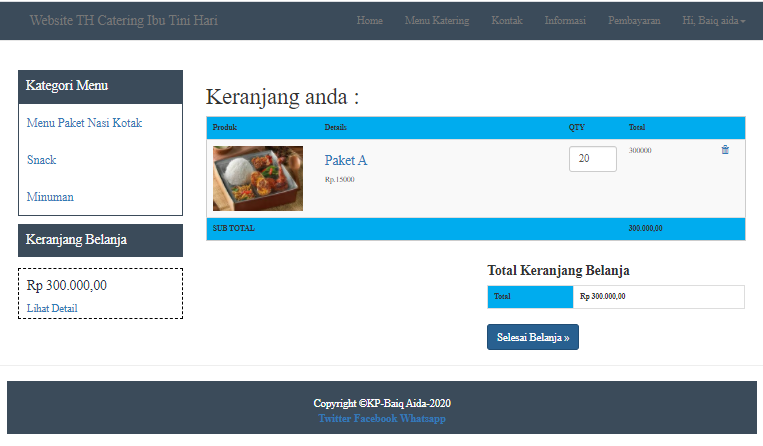 Website TH Catering Ibu Tini Hari
Home Menu Katering Kontak Informasi Pembayaran Hi, Baiq aida
Kategori Menu
Menu Paket Nasi Kotak
Snack
Minuman
Keranjang Belanja
Rp 300.000,00
Lihat Detail
Keranjang anda :
Produk Details QTY Total
Paket A 20 300000
Rp.15000
SUB TOTAL 300.000,00
Total Keranjang Belanja
Total Rp 300.000,00
Selesai Belanja »
Copyright ©KP-Baiq Aida-2020
Twitter Facebook Whatsapp